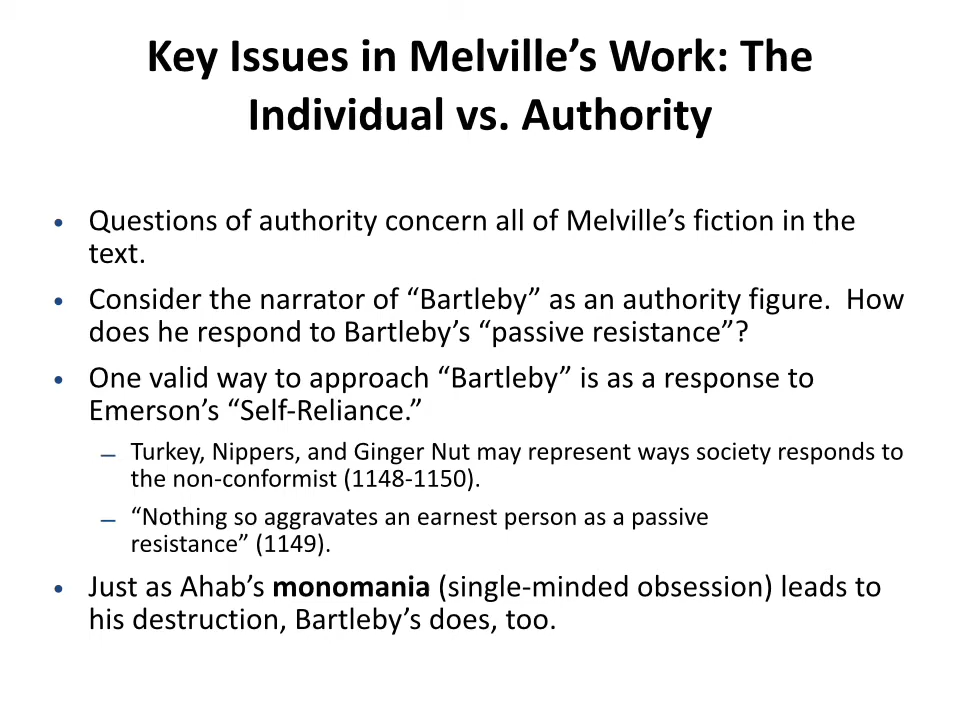 Key Issues in Melville’s Work: The
Individual vs. Authority
• Questions of authority concern all of Melville’s fiction in the
text.
• Consider the narrator of “Bartleby” as an authority figure.  How
does he respond to Bartleby’s “passive resistance”?
• One valid way to approach “Bartleby” is as a response to
Emerson’s “Self-Reliance.”
– Turkey, Nippers, and Ginger Nut may represent ways society responds to
the non-conformist (1148-1150).
– “Nothing so aggravates an earnest person as a passive
resistance” (1149).
• Just as Ahab’s monomania (single-minded obsession) leads to
his destruction, Bartleby’s does, too.